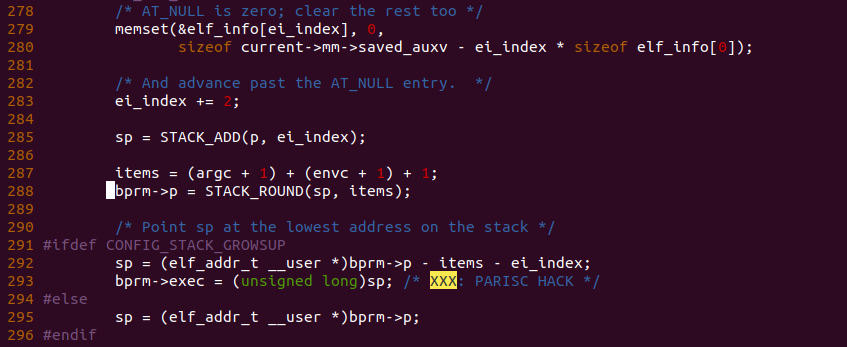 278 /* AT_NULL is zero; clear the rest too */
279 memset(&elf_info[ei_index], 0,
280 sizeof current->mm->saved_auxv - ei_index * sizeof elf_info[0]);
281
282 /* And advance past the AT_NULL entry.  */
283 ei_index += 2;
284
285 sp = STACK_ADD(p, ei_index);
286
287 items = (argc + 1) + (envc + 1) + 1;
288 bprm->p = STACK_ROUND(sp, items);
289
290 /* Point sp at the lowest address on the stack */
291 #ifdef CONFIG_STACK_GROWSUP
292 sp = (elf_addr_t __user *)bprm->p - items - ei_index;
293 bprm->exec = (unsigned long)sp; /* XXX: PARISC HACK */
294 #else
295 sp = (elf_addr_t __user *)bprm->p;
296 #endif